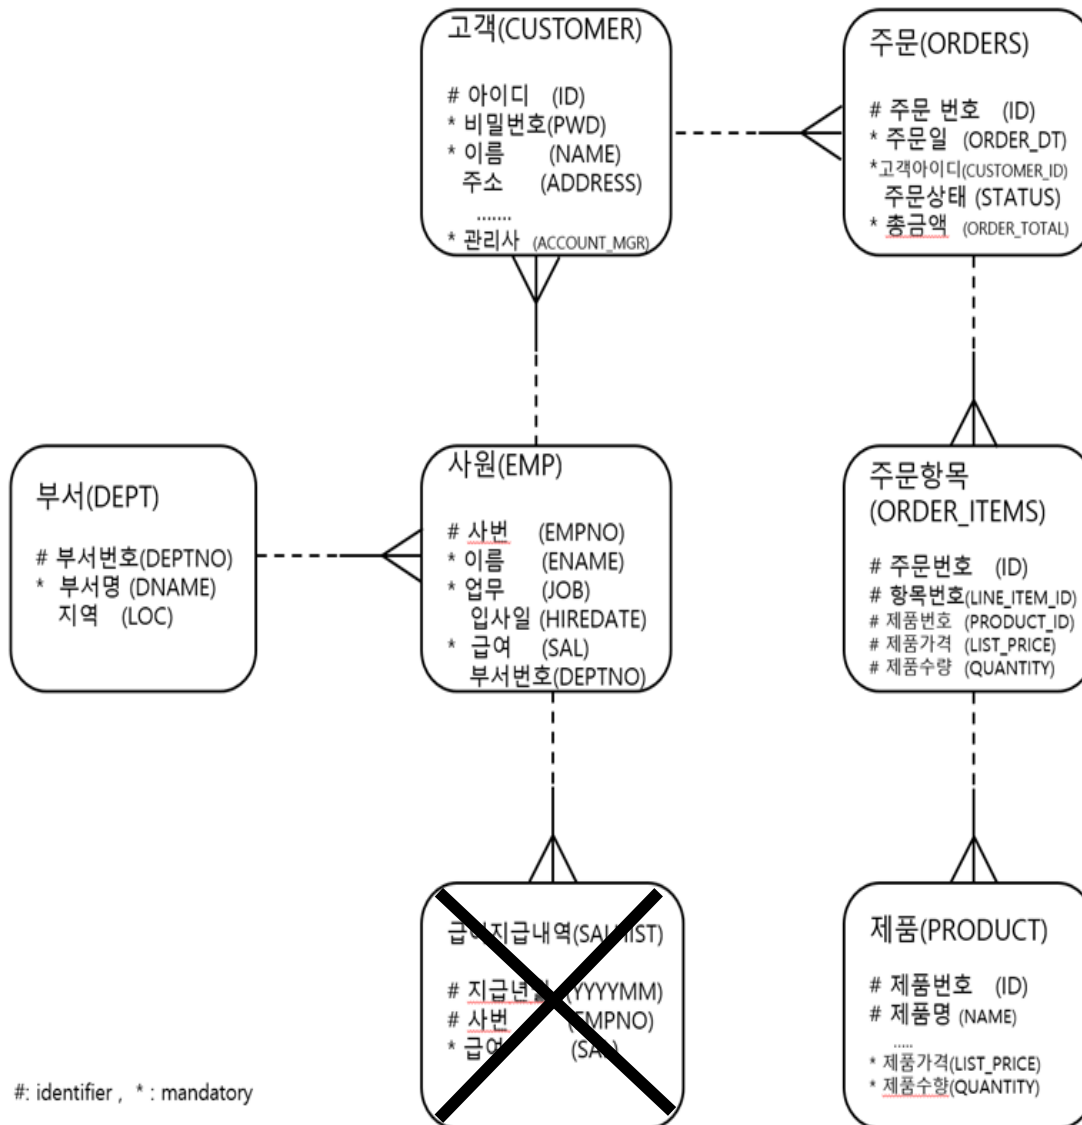 고객(CUSTOMER)
# 아이디 (ID)
* 비밀번호(PWD)
* 이름 (NAME)
주소 (ADDRESS)
.......
* 관리사 (ACCOUNT_MGR)
주문(ORDERS)
# 주문 번호 (ID)
* 주문일 (ORDER_DT)
*고객아이디(CUSTOMER_ID)
주문상태 (STATUS)
* 총금액 (ORDER_TOTAL)
부서(DEPT)
# 부서번호(DEPTNO)
* 부서명 (DNAME)
지역 (LOC)
사원(EMP)
# 사번 (EMPNO)
* 이름 (ENAME)
* 업무 (JOB)
입사일 (HIREDATE)
* 급여 (SAL)
부서번호(DEPTNO)
주문항목
(ORDER_ITEMS)
# 주문번호 (ID)
# 항목번호(LINE_ITEM_ID)
# 제품번호 (PRODUCT_ID)
# 제품가격 (LIST_PRICE)
# 제품수량 (QUANTITY)
급여지급내역(SALHIST)
# 지급년월 (YYYYMM)
# 사번 (EMPNO)
* 급여 (SAL)
제품(PRODUCT)
# 제품번호 (ID)
# 제품명 (NAME)
.....
* 제품가격(LIST_PRICE)
* 제품수향(QUANTITY)
#: identifier , * : mandatory